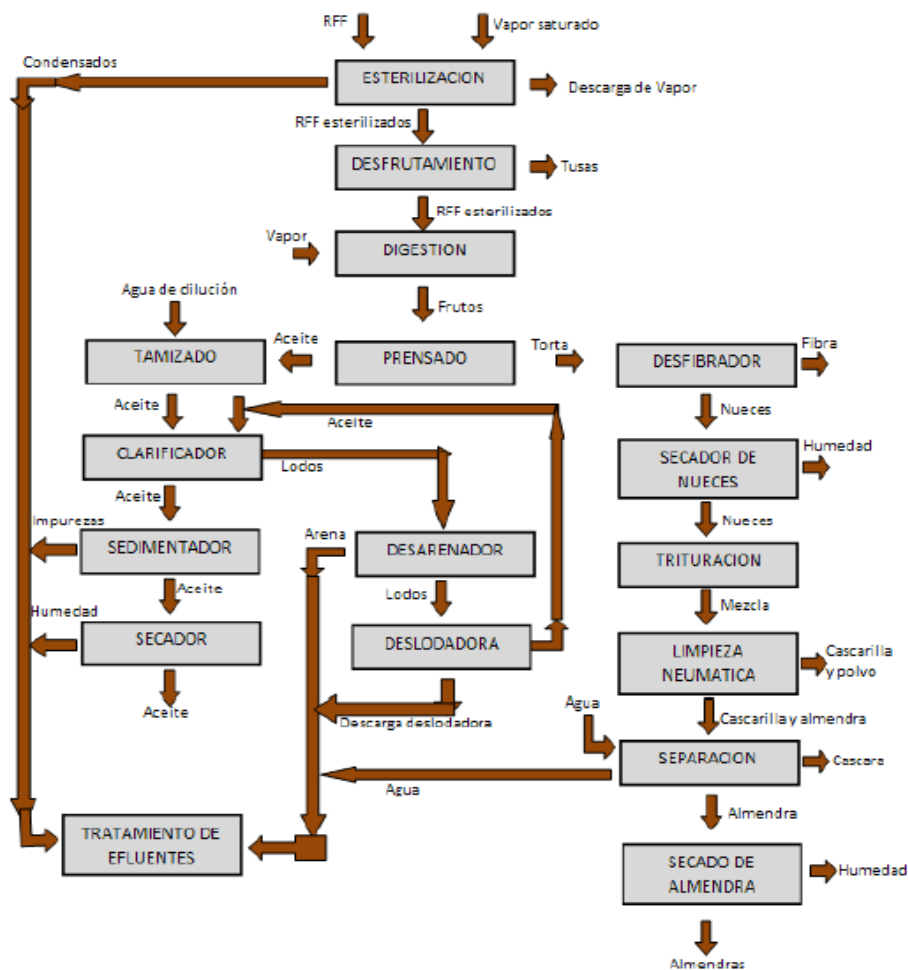 RFF
Vapor saturado
Condensados
ESTERILIZACION
Descarga de Vapor
RFF esterilizados
DESFRUTAMIENTO
Tusas
RFF esterilizados
Vapor
DIGESTION
Agua de dilución
Frutos
Aceite
TAMIZADO
PRENSADO
Torta
DESFIBRADOR
Fibra
Aceite
Aceite
Nueces
CLARIFICADOR
Lodos
SECADOR DE
NUECES
Humedad
Aceite
Impurezas
SEDIMENTADOR
Arena
DESARENADOR
Nueces
TRITURACION
Aceite
Lodos
Mezcla
Humedad
SECADOR
DESLODADORA
LIMPIEZA
NEUMATICA
Cascarilla
y polvo
Aceite
Descarga deslodadora
Agua
Cascarilla y almendra
SEPARACION
Cascara
Agua
Almendra
TRATAMIENTO DE
EFLUENTES
SECADO DE
ALMENDRA
Humedad
Almendras